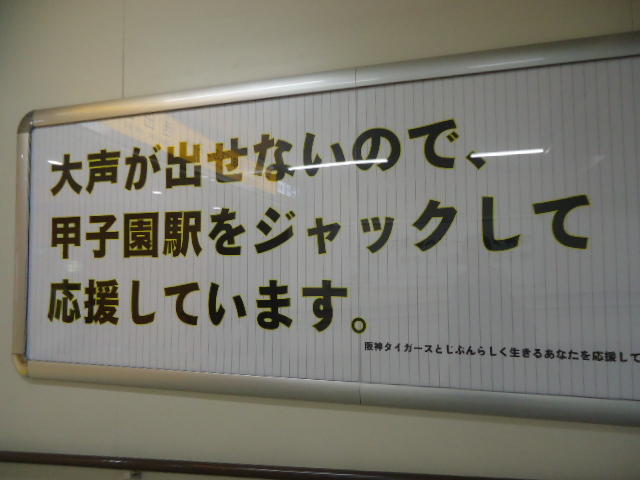 大声が出せないので、
甲子園駅をジャックして
応援しています。
阪神タイガースとじぶんらしく生きるあなたを応援して